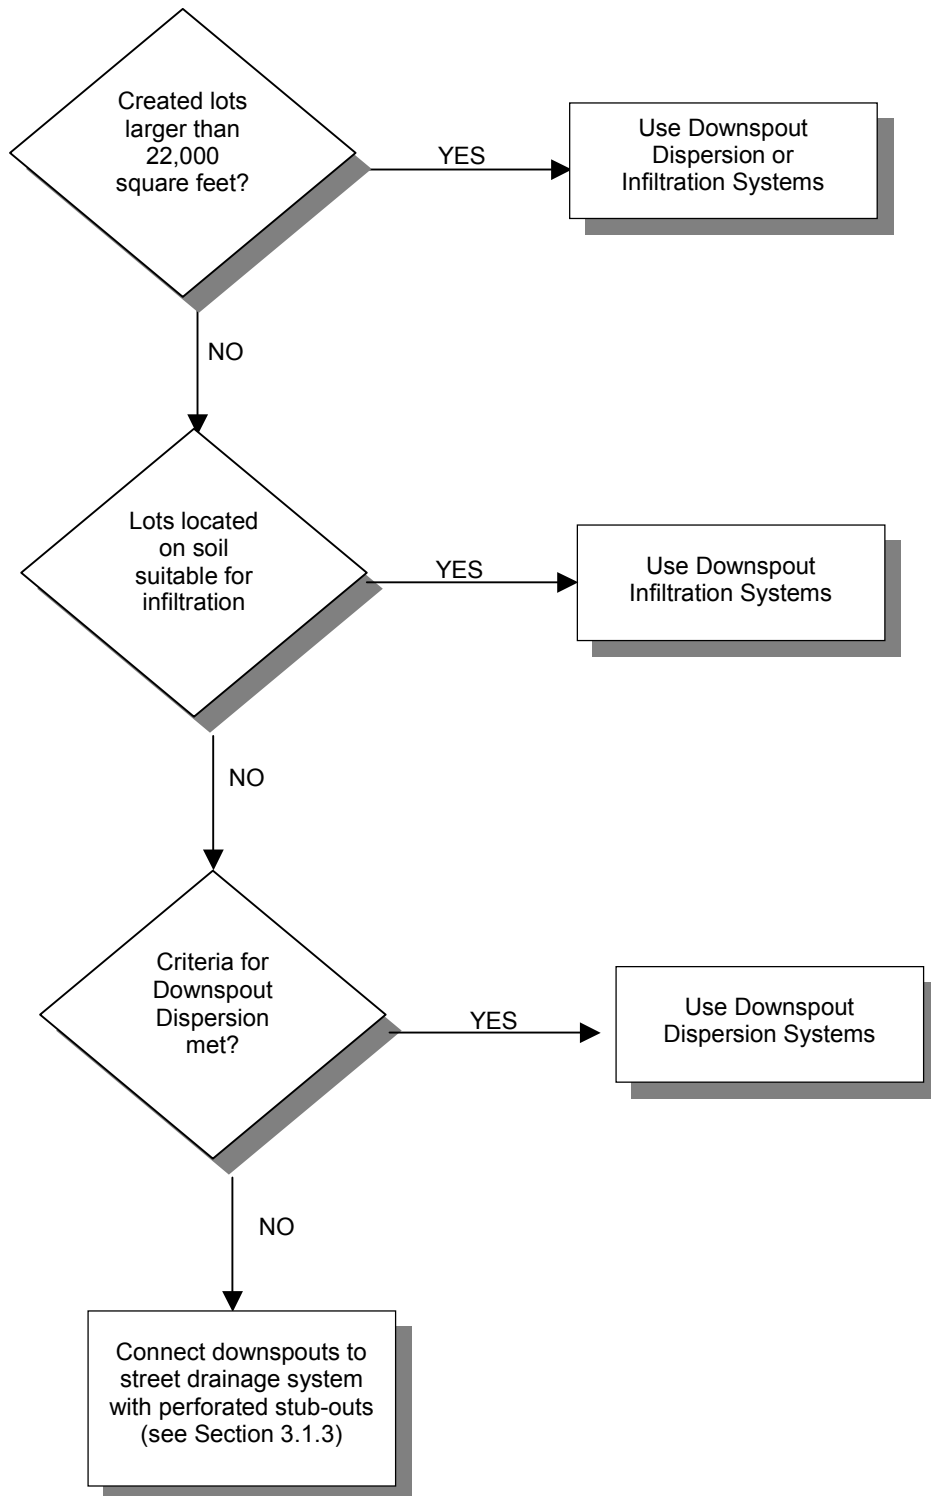 Created lots
larger than
22,000
square feet?
YES
Use Downspout
Dispersion or
Infiltration Systems
NO
Lots located
on soil
suitable for
infiltration
YES
Use Downspout
Infiltration Systems
NO
Criteria for
Downspout
Dispersion
met?
YES
Use Downspout
Dispersion Systems
NO
Connect downspouts to
street drainage system
with perforated stub-outs
(see Section 3.1.3)